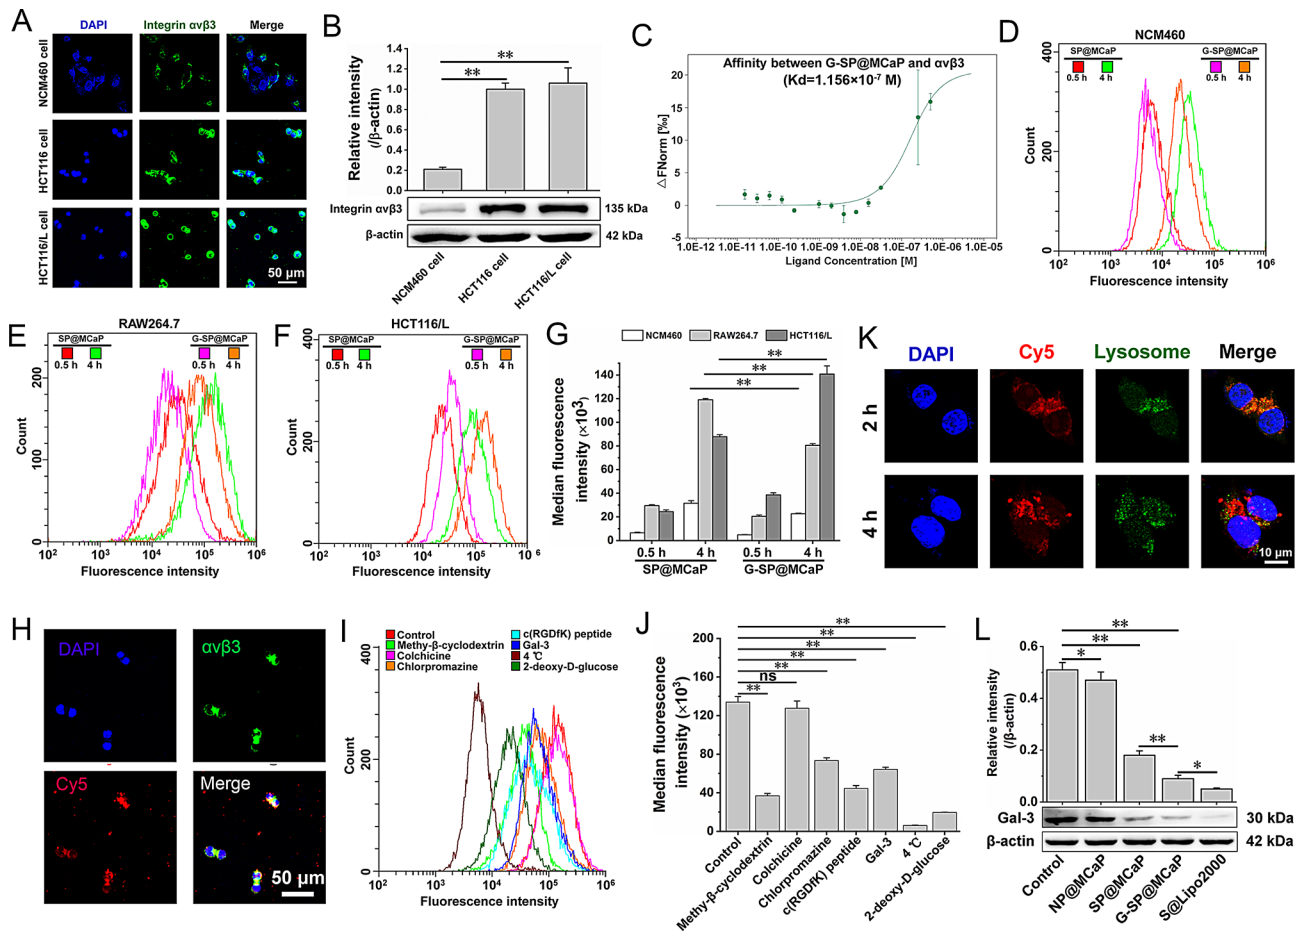 A
DAPI
Integrin αvβ3
Merge
NCM460 cell
HCT116 cell
HCT116/L cell
50 μm
B
Relative intensity
(/β-actin)
1.4
1.2
1.0
0.8
0.6
0.4
0.2
0.0
**
**
Integrin αvβ3
135 kDa
β-actin
42 kDa
NCM460 cell
HCT116 cell
HCT116/L cell
C
Affinity between G-SP@MCaP and αvβ3
(Kd=1.156×10⁻⁷ M)
△FNorm [‰]
20
15
10
5
0
-5
1.0E-12 1.0E-11 1.0E-10 1.0E-09 1.0E-08 1.0E-07 1.0E-06 1.0E-05
Ligand Concentration [M]
D
NCM460
SP@MCaP
0.5 h 4 h
G-SP@MCaP
0.5 h 4 h
Count
400
200
0
10² 10³ 10⁴ 10⁵ 10⁶
Fluorescence intensity
E
RAW264.7
SP@MCaP
0.5 h 4 h
G-SP@MCaP
0.5 h 4 h
Count
200
100
0
10² 10³ 10⁴ 10⁵ 10⁶
Fluorescence intensity
F
HCT116/L
SP@MCaP
0.5 h 4 h
G-SP@MCaP
0.5 h 4 h
Count
400
200
0
10² 10³ 10⁴ 10⁵ 10⁶
Fluorescence intensity
G
NCM460 RAW264.7 HCT116/L
Median fluorescence
intensity (×10³)
140
120
100
80
60
40
20
0
**
**
**
0.5 h 4 h 0.5 h 4 h
SP@MCaP G-SP@MCaP
K
DAPI
Cy5
Lysosome
Merge
2 h
4 h
10 μm
H
DAPI
αvβ3
Cy5
Merge
50 μm
I
Control
Methy-β-cyclodextrin
Colchicine
Chlorpromazine
c(RGDfK) peptide
Gal-3
4 ℃
2-deoxy-D-glucose
Count
400
200
0
10² 10³ 10⁴ 10⁵ 10⁶
Fluorescence intensity
J
Median fluorescence
intensity (×10³)
200
160
120
80
40
0
**
**
**
**
**
ns
**
Control
Methy-β-cyclodextrin
Colchicine
Chlorpromazine
c(RGDfK) peptide
Gal-3
4 ℃
2-deoxy-D-glucose
L
Relative intensity
(/β-actin)
0.6
0.4
0.2
0.0
**
**
*
**
*
Gal-3
30 kDa
β-actin
42 kDa
Control
NP@MCaP
SP@MCaP
G-SP@MCaP
S@Lipo2000